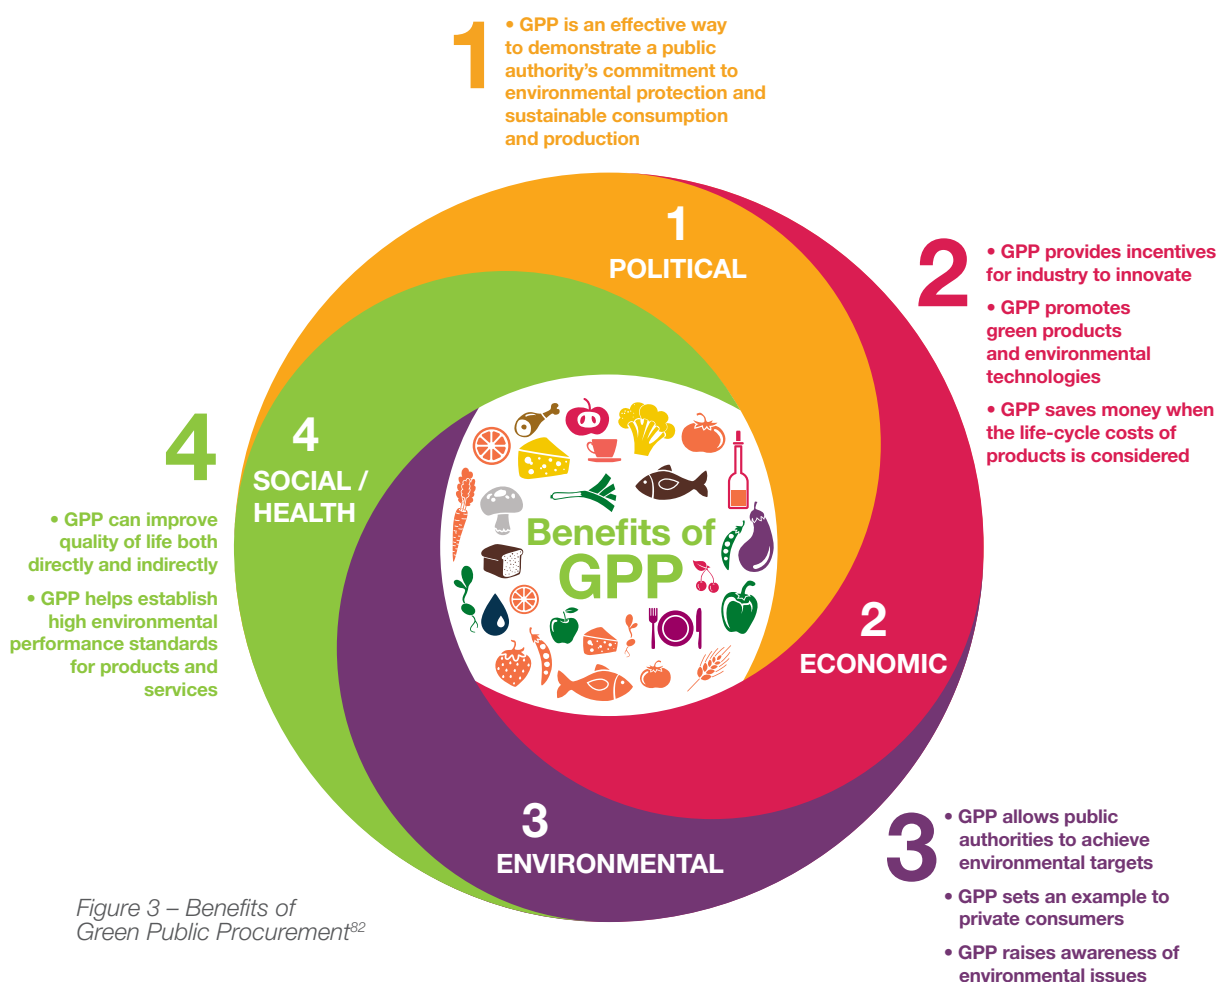 1
• GPP is an effective way
to demonstrate a public
authority’s commitment to
environmental protection and
sustainable consumption
and production
1
POLITICAL
2
• GPP provides incentives
for industry to innovate
• GPP promotes
green products
and environmental
technologies
• GPP saves money when
the life-cycle costs of
products is considered
4
• GPP can improve
quality of life both
directly and indirectly
• GPP helps establish
high environmental
performance standards
for products and
services
4
SOCIAL /
HEALTH
Benefits of
GPP
2
ECONOMIC
3
ENVIRONMENTAL
3
• GPP allows public
authorities to achieve
environmental targets
• GPP sets an example to
private consumers
• GPP raises awareness of
environmental issues
Figure 3 – Benefits of
Green Public Procurement82